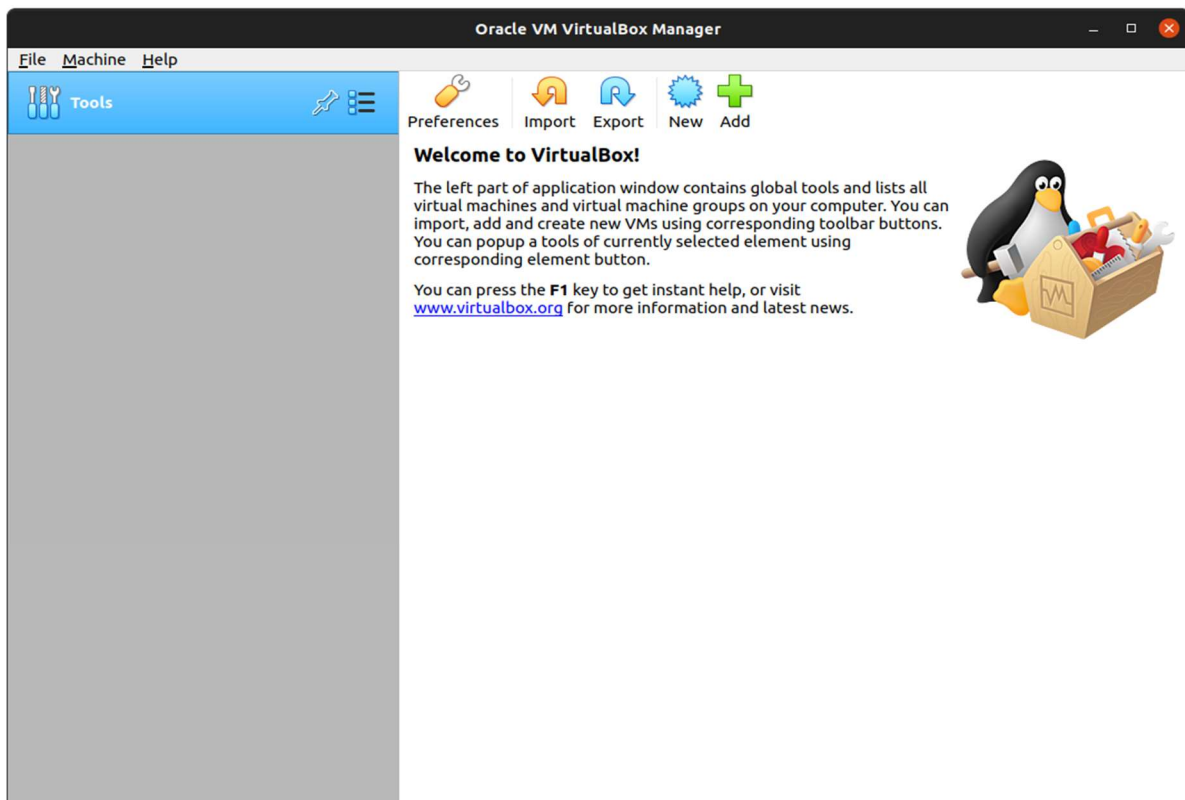 Oracle VM VirtualBox Manager
File Machine Help
Tools
Preferences Import Export New Add
Welcome to VirtualBox!
The left part of application window contains global tools and lists all
virtual machines and virtual machine groups on your computer. You can
import, add and create new VMs using corresponding toolbar buttons.
You can popup a tools of currently selected element using
corresponding element button.
You can press the F1 key to get instant help, or visit
www.virtualbox.org for more information and latest news.